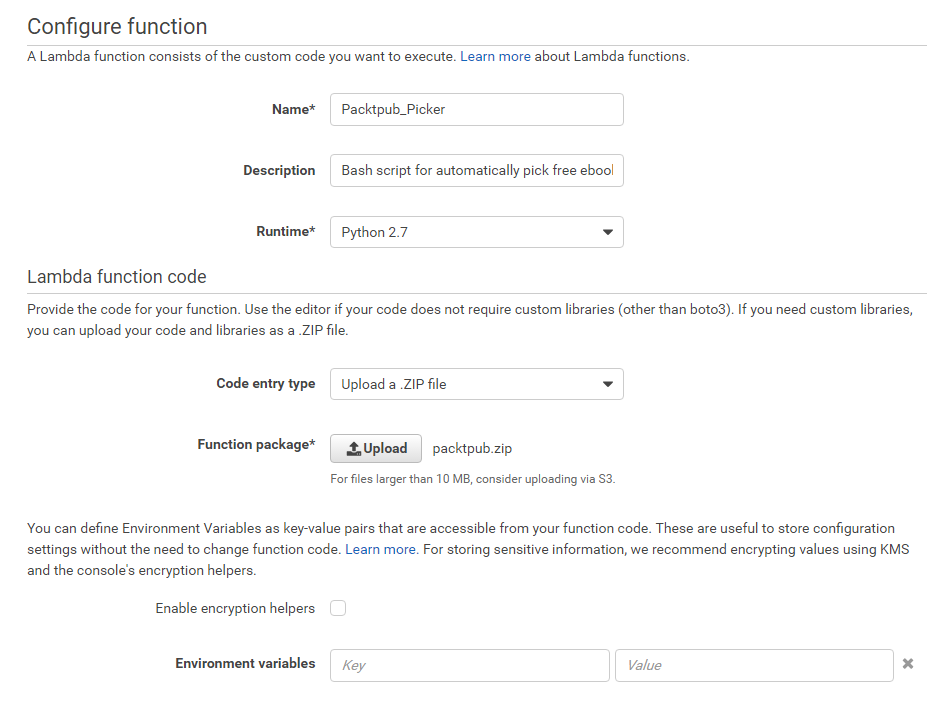 Configure function
A Lambda function consists of the custom code you want to execute. Learn more about Lambda functions.
Name*
Packtpub_Picker
Description
Bash script for automatically pick free ebool
Runtime*
Python 2.7
Lambda function code
Provide the code for your function. Use the editor if your code does not require custom libraries (other than boto3). If you need custom libraries,
you can upload your code and libraries as a .ZIP file.
Code entry type
Upload a .ZIP file
Function package*
Upload
packtpub.zip
For files larger than 10 MB, consider uploading via S3.
You can define Environment Variables as key-value pairs that are accessible from your function code. These are useful to store configuration
settings without the need to change function code. Learn more. For storing sensitive information, we recommend encrypting values using KMS
and the console's encryption helpers.
Enable encryption helpers
Environment variables
Key
Value